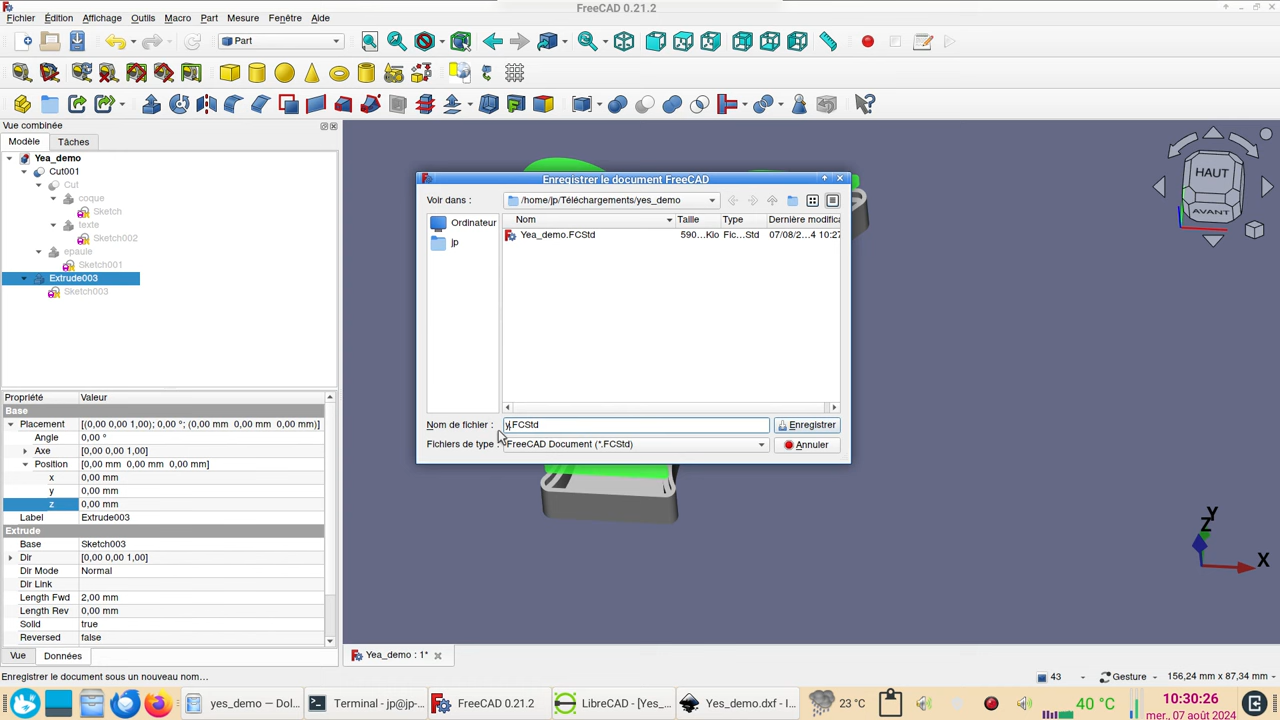 FreeCAD 0.21.2
Fichier Édition Affichage Outils Macro Part Mesure Fenêtre Aide
Part
Vue combinée
Modèle Tâches
Yea_demo
Cut001
Cut
coque
Sketch
texte
Sketch002
epaule
Sketch001
Extrude003
Sketch003
Propriété Valeur
Base
Placement [(0,00 0,00 1,00); 0,00 °; (0,00 mm 0,00 mm 0,00 mm)]
Angle 0,00 °
Axe [0,00 0,00 1,00]
Position [0,00 mm 0,00 mm 0,00 mm]
x 0,00 mm
y 0,00 mm
z 0,00 mm
Label Extrude003
Extrude
Base Sketch003
Dir [0,00 0,00 1,00]
Dir Mode Normal
Dir Link
Length Fwd 2,00 mm
Length Rev 0,00 mm
Solid true
Reversed false
Vue Données
Enregistrer le document FreeCAD
Voir dans : /home/jp/Téléchargements/yes_demo
Ordinateur
jp
Nom Taille Type Dernière modifica
Yea_demo.FCStd 590...Klo Fic...Std 07/08/2...4 10:27
Nom de fichier : y.FCStd Enregistrer
Fichiers de type : FreeCAD Document (*.FCStd) Annuler
HAUT
AVANT
Y
Z
X
Yea_demo : 1*
Enregistrer le document sous un nouveau nom... 43 Gesture 156,24 mm x 87,34 mm
yes_demo — Dol... Terminal - jp@jp-... FreeCAD 0.21.2 LibreCAD - [Yes_... Yes_demo.dxf - I... 23 °C 40 °C 10:30:26
mer., 07 août 2024